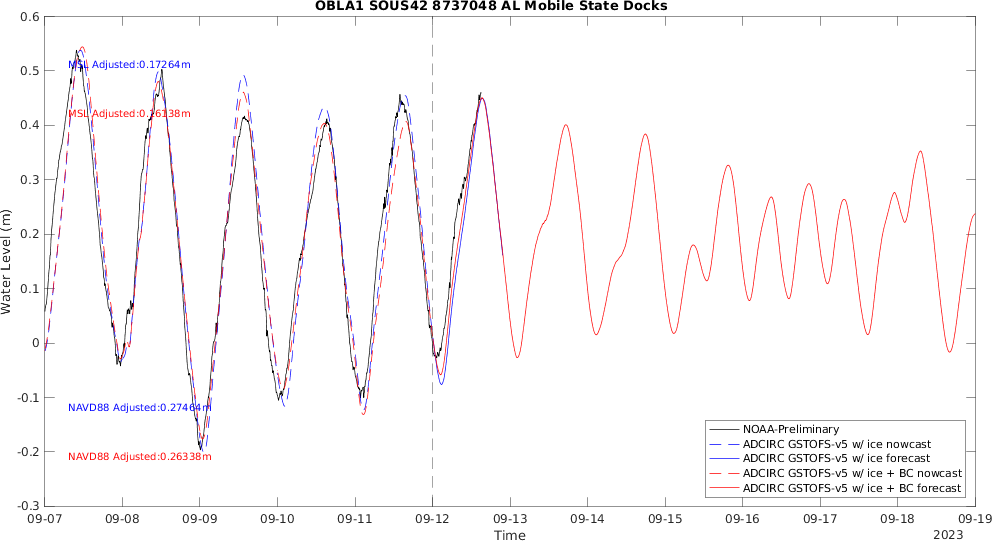 OBLA1 SOUS42 8737048 AL Mobile State Docks
0.6
0.5
0.4
0.3
0.2
0.1
0
-0.1
-0.2
-0.3
Water Level (m)
MSL Adjusted:0.17264m
MSL Adjusted:0.16138m
NAVD88 Adjusted:0.27464m
NAVD88 Adjusted:0.26338m
NOAA-Preliminary
ADCIRC GSTOFS-v5 w/ ice nowcast
ADCIRC GSTOFS-v5 w/ ice forecast
ADCIRC GSTOFS-v5 w/ ice + BC nowcast
ADCIRC GSTOFS-v5 w/ ice + BC forecast
09-07 09-08 09-09 09-10 09-11 09-12 09-13 09-14 09-15 09-16 09-17 09-18 09-19
Time
2023